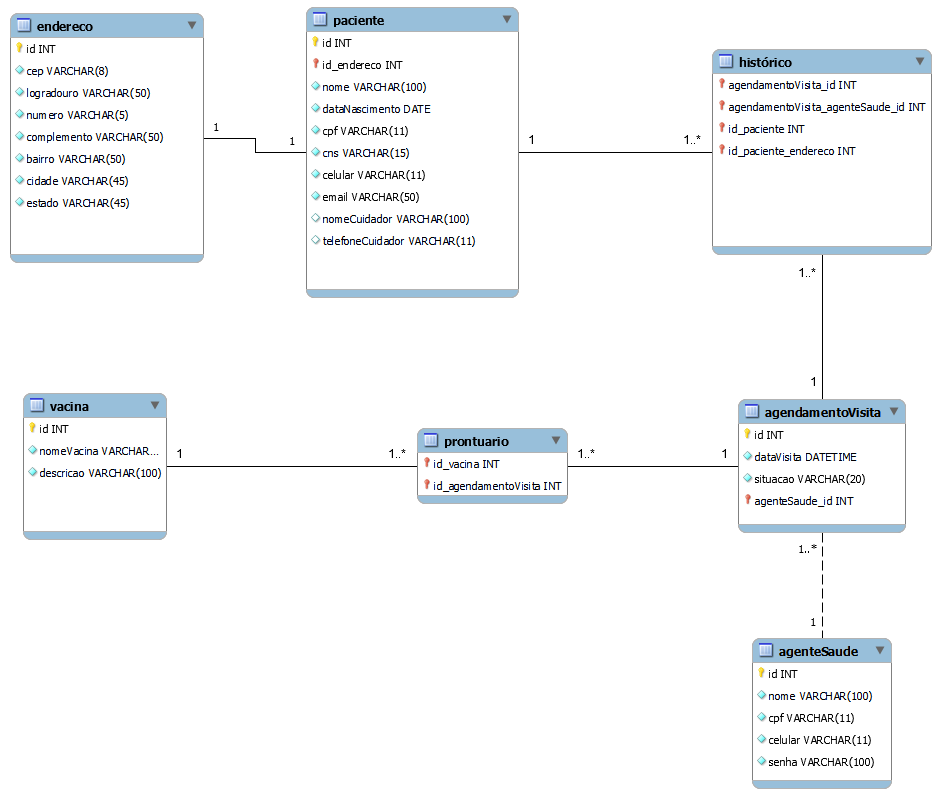 endereco
id INT
cep VARCHAR(8)
logradouro VARCHAR(50)
numero VARCHAR(5)
complemento VARCHAR(50)
bairro VARCHAR(50)
cidade VARCHAR(45)
estado VARCHAR(45)
1
1
paciente
id INT
id_endereco INT
nome VARCHAR(100)
dataNascimento DATE
cpf VARCHAR(11)
cns VARCHAR(15)
celular VARCHAR(11)
email VARCHAR(50)
nomeCuidador VARCHAR(100)
telefoneCuidador VARCHAR(11)
1
1..*
histórico
agendamentoVisita_id INT
agendamentoVisita_agenteSaude_id INT
id_paciente INT
id_paciente_endereco INT
1..*
1
vacina
id INT
nomeVacina VARCHAR...
descricao VARCHAR(100)
1
1..*
prontuario
id_vacina INT
id_agendamentoVisita INT
1..*
1
agendamentoVisita
id INT
dataVisita DATETIME
situacao VARCHAR(20)
agenteSaude_id INT
1..*
1
agenteSaude
id INT
nome VARCHAR(100)
cpf VARCHAR(11)
celular VARCHAR(11)
senha VARCHAR(100)